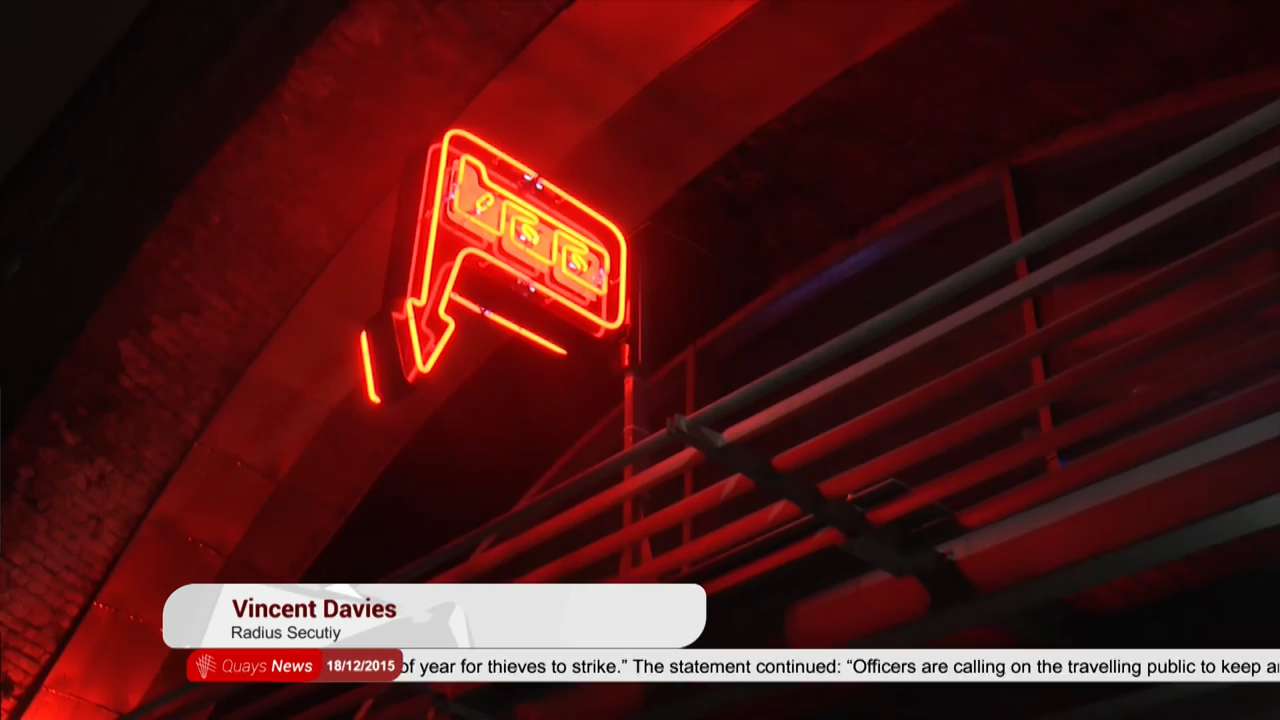 Vincent Davies
Radius Secutiy
Quays News 18/12/2015 of year for thieves to strike.” The statement continued: “Officers are calling on the travelling public to keep